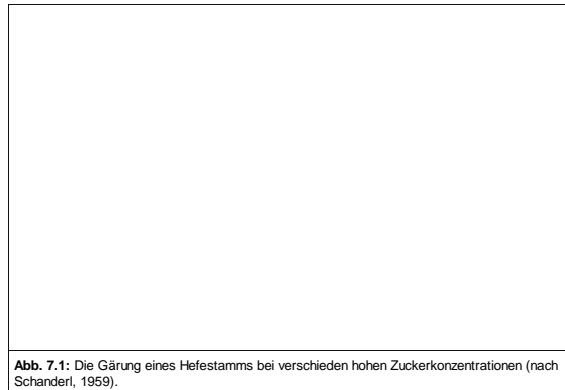 Abb. 7.1: Die Gärung eines Hefestamms bei verschieden hohen Zuckerkonzentrationen (nach
Schanderl, 1959).